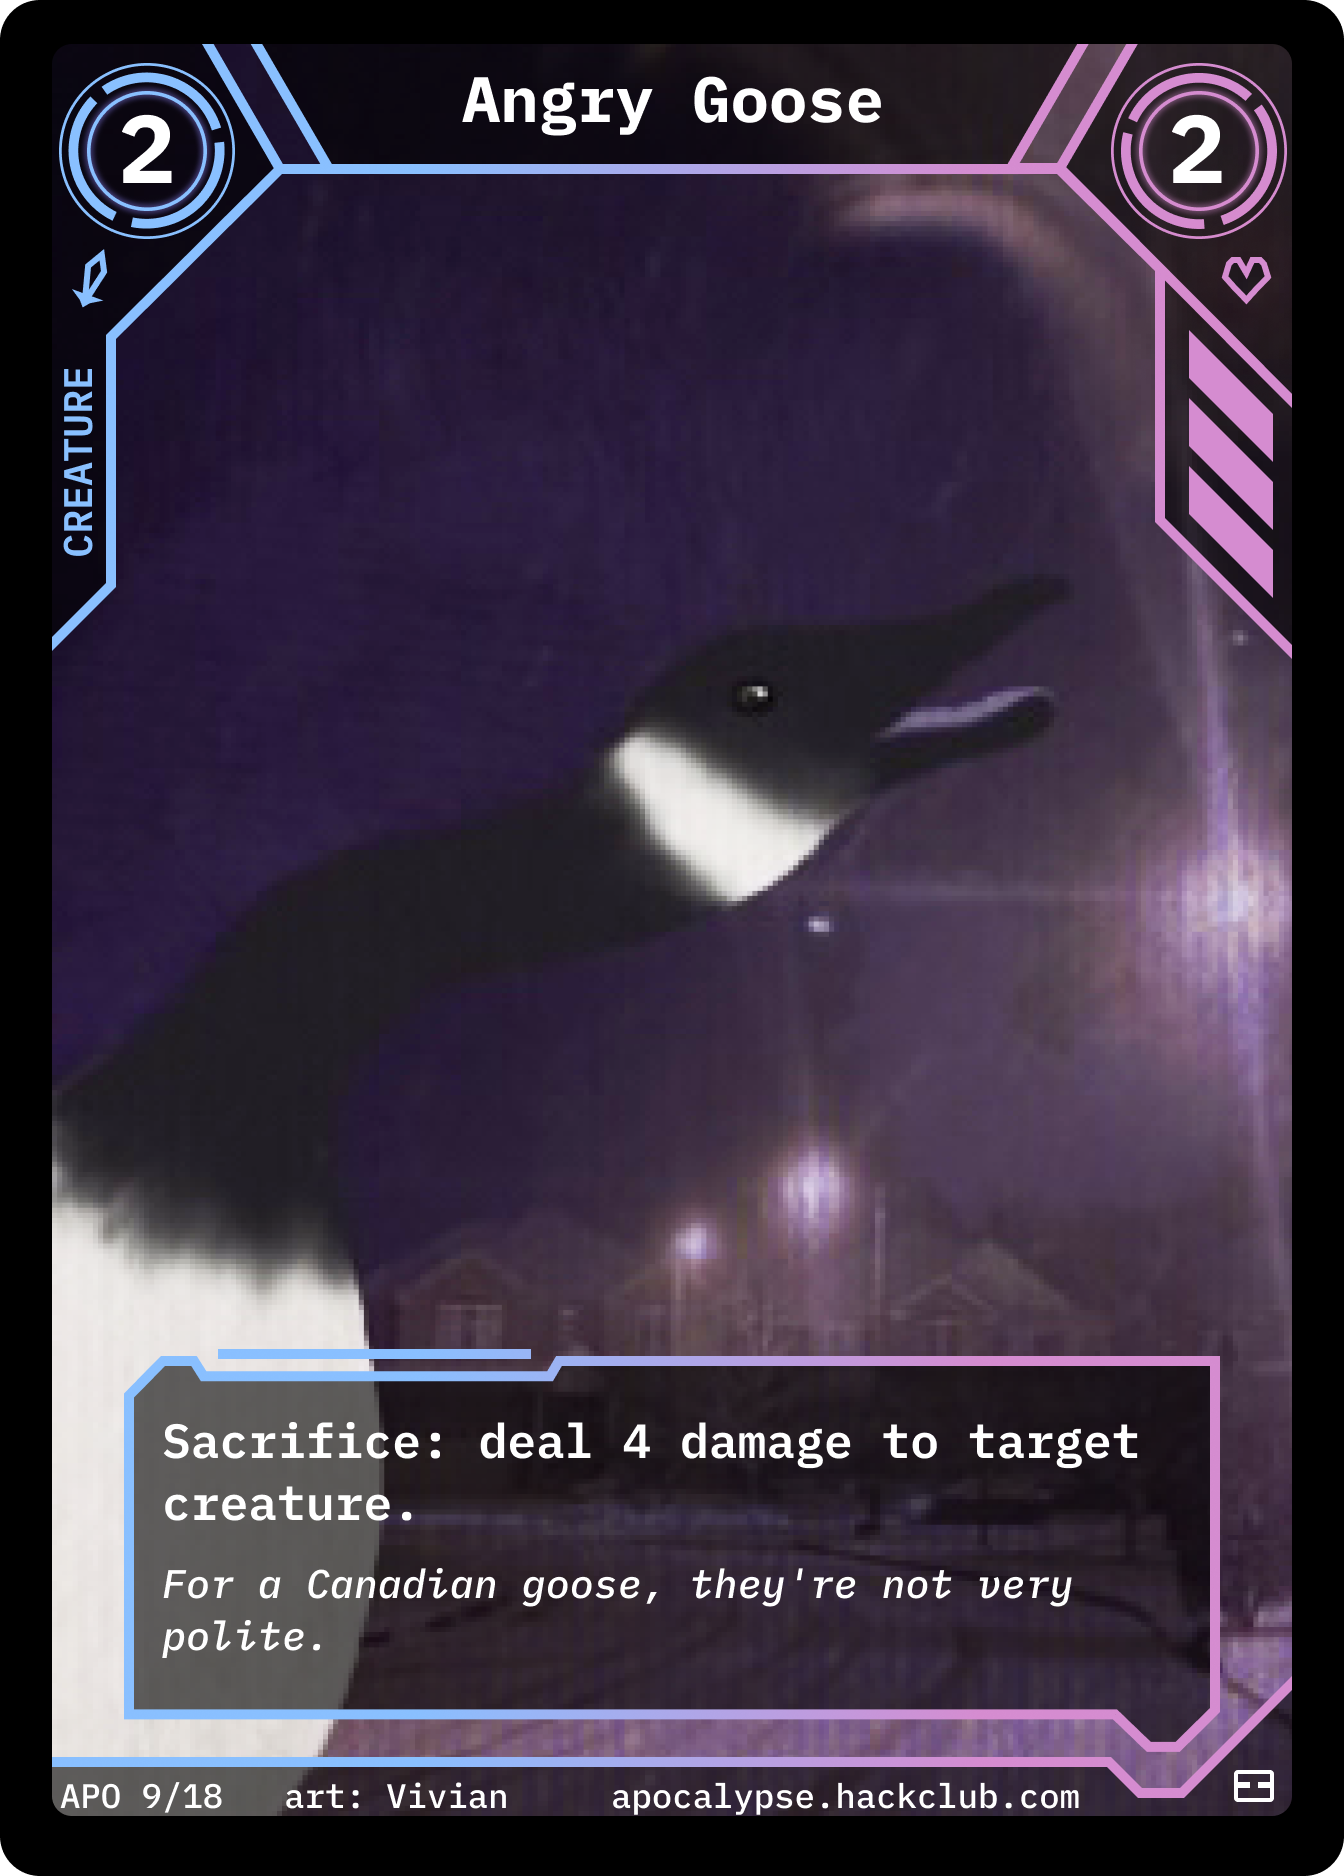 2
Angry Goose
2
CREATURE
Sacrifice: deal 4 damage to target
creature.
For a Canadian goose, they're not very
polite.
APO 9/18
art: Vivian
apocalypse.hackclub.com